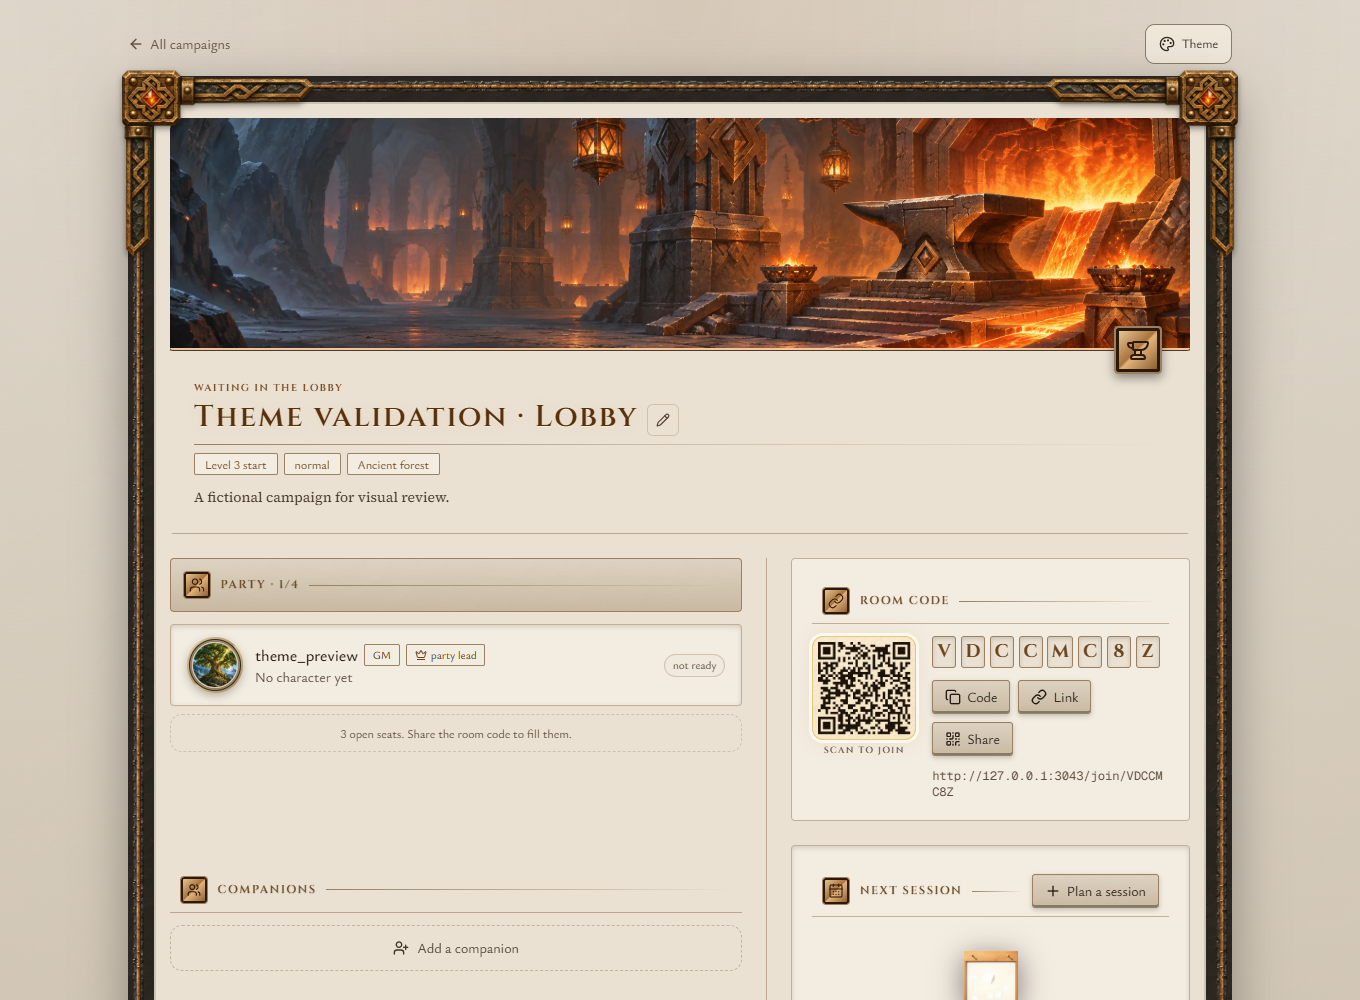 All campaigns
Theme
WAITING IN THE LOBBY
THEME VALIDATION · LOBBY
Level 3 start
normal
Ancient forest
A fictional campaign for visual review.
PARTY · 1/4
theme_preview
GM
party lead
No character yet
not ready
3 open seats. Share the room code to fill them.
COMPANIONS
Add a companion
ROOM CODE
V D C C M C 8 Z
Code
Link
Share
SCAN TO JOIN
http://127.0.0.1:3043/join/VDCCM
C8Z
NEXT SESSION
Plan a session